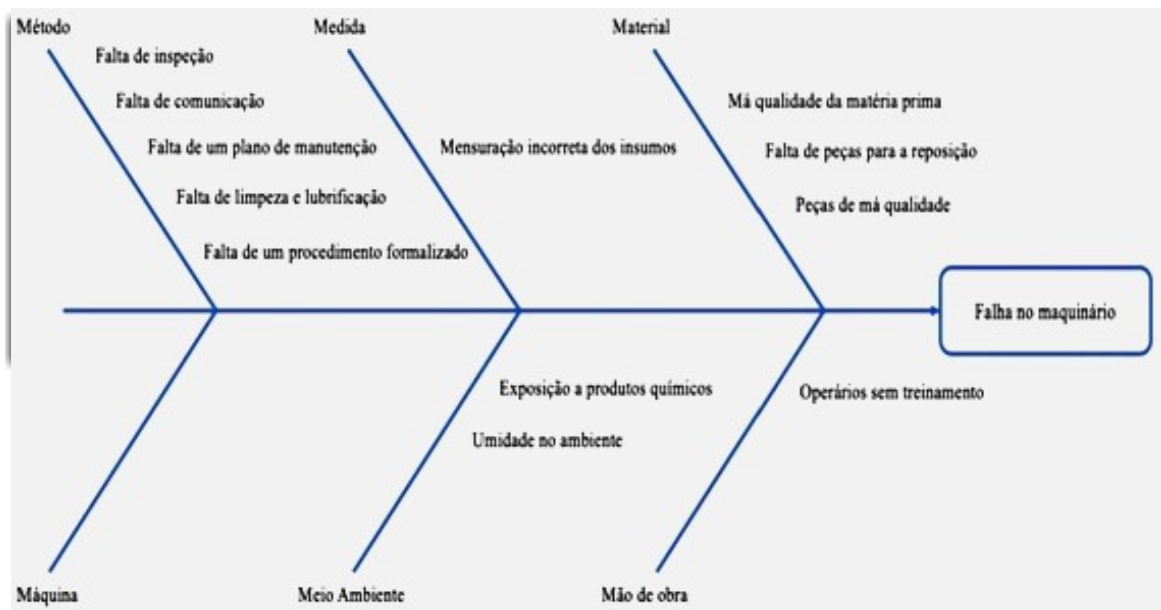 Método
Medida
Material
Falta de inspeção
Falta de comunicação
Falta de um plano de manutenção
Falta de limpeza e lubrificação
Falta de um procedimento formalizado
Mensuração incorreta dos insumos
Má qualidade da matéria prima
Falta de peças para a reposição
Peças de má qualidade
Falha no maquinário
Exposição a produtos químicos
Umidade no ambiente
Operários sem treinamento
Máquina
Meio Ambiente
Mão de obra